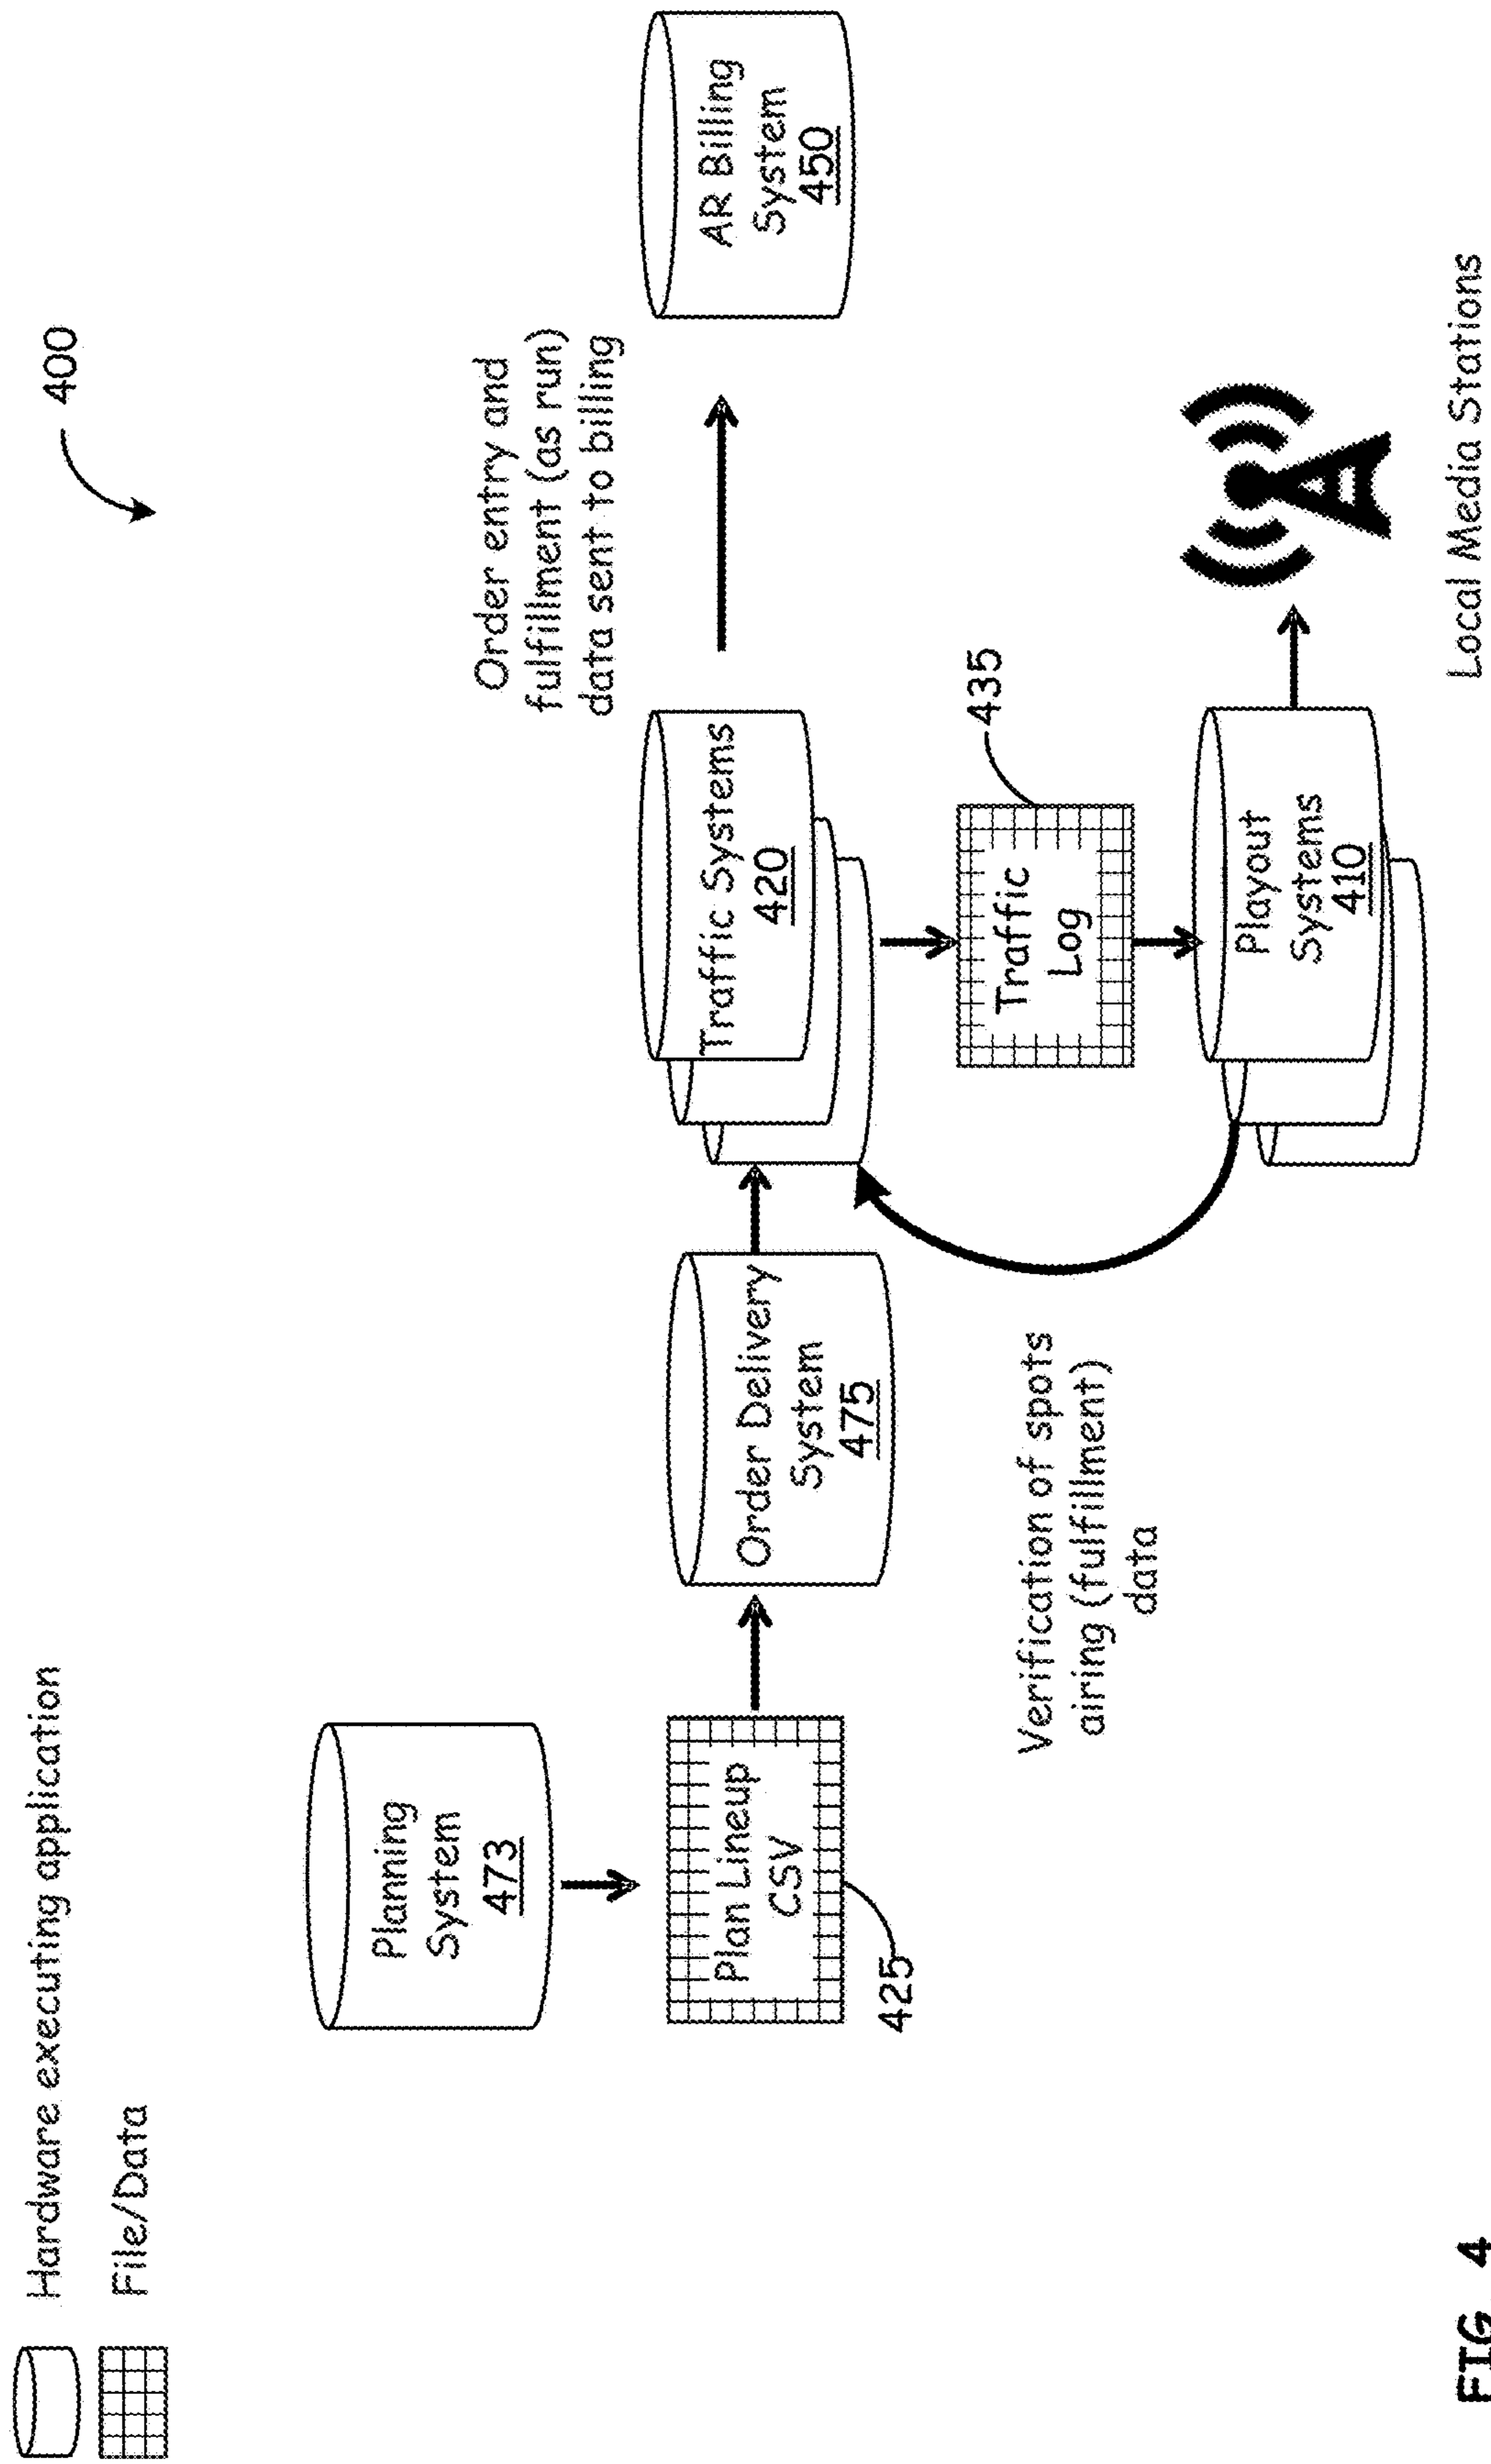 Hardware executing application
File/Data
400
Planning
System
473
Plan Lineup
CSV
425
Order Delivery
System
475
Traffic Systems
420
Order entry and
fulfillment (as run)
data sent to billing
AR Billing
System
450
Traffic
Log
435
Verification of spots
airing (fulfillment)
data
Playout
Systems
410
Local Media Stations
FIG. 4